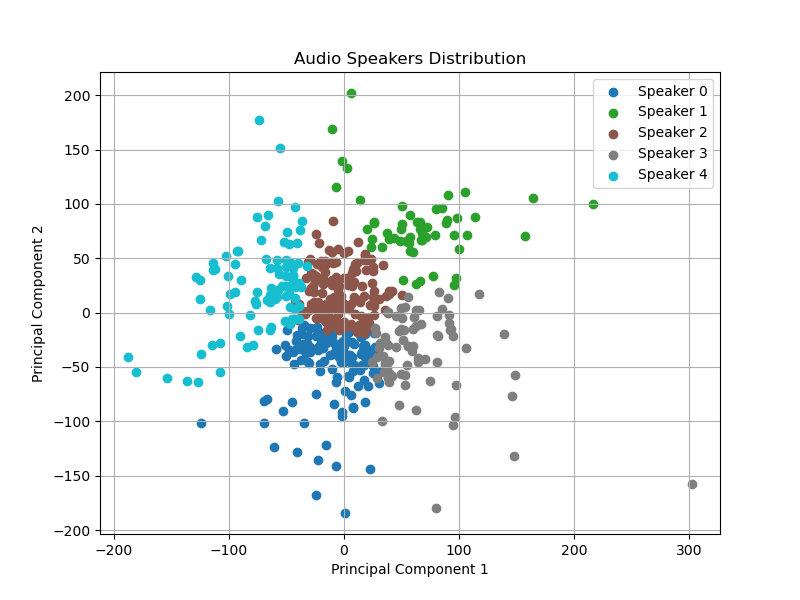 Audio Speakers Distribution
Speaker 0
Speaker 1
Speaker 2
Speaker 3
Speaker 4
200
150
100
50
0
−50
−100
−150
−200
Principal Component 2
−200
−100
0
100
200
300
Principal Component 1